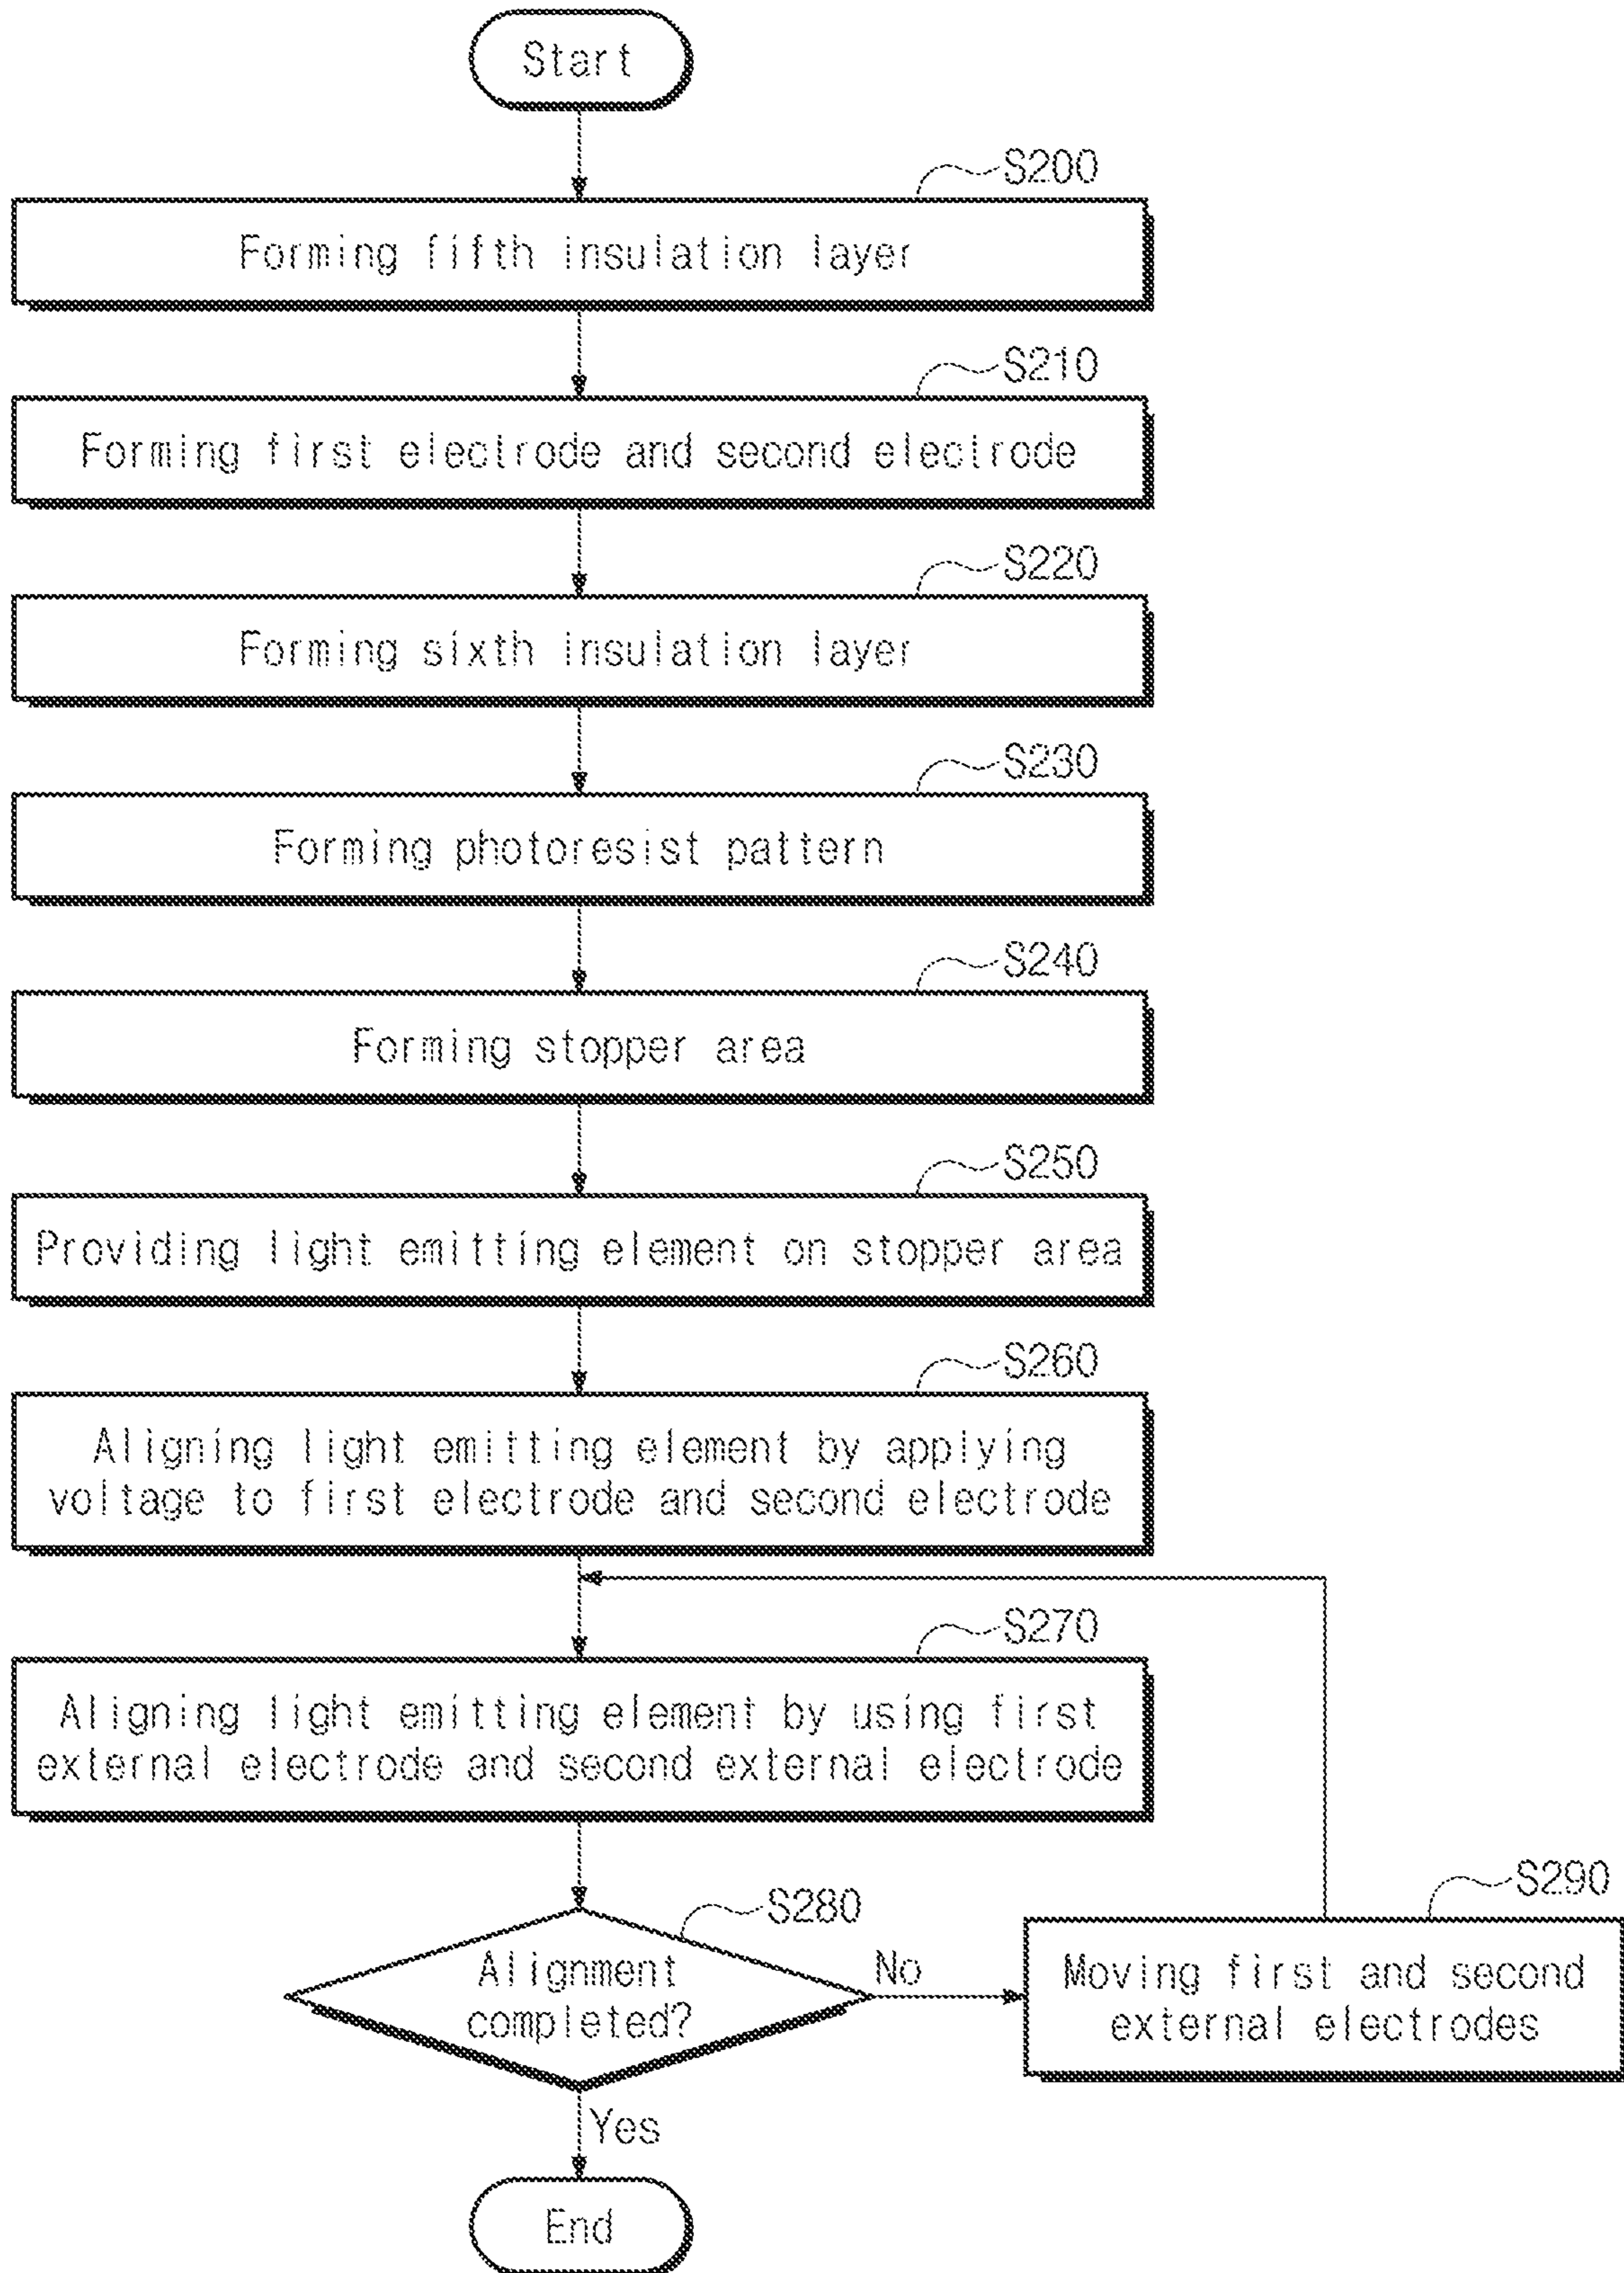 Start
S200
Forming fifth insulation layer
S210
Forming first electrode and second electrode
S220
Forming sixth insulation layer
S230
Forming photoresist pattern
S240
Forming stopper area
S250
Providing light emitting element on stopper area
S260
Aligning light emitting element by applying
voltage to first electrode and second electrode
S270
Aligning light emitting element by using first
external electrode and second external electrode
S280
Alignment
completed?
No
S290
Moving first and second
external electrodes
Yes
End